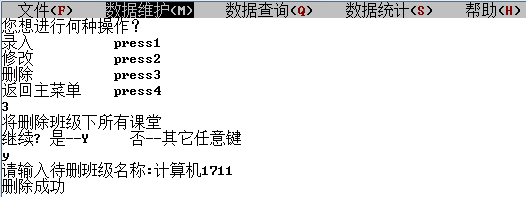 文件(F) 数据维护(M) 数据查询(Q) 数据统计(S) 帮助(H)
您想进行何种操作？
录入 press1
修改 press2
删除 press3
返回主菜单 press4
3
将删除班级下所有课堂
继续? 是--Y 否--其它任意键
y
请输入待删班级名称:计算机1711
删除成功